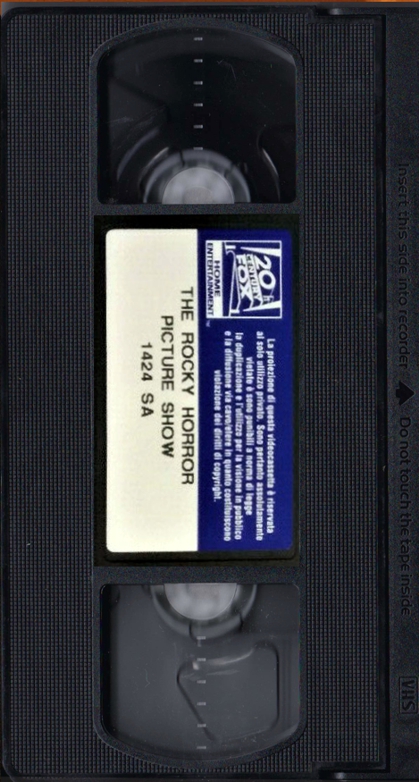 Insert this side into recorder Do not touch the tape inside
VHS
20th
CENTURY
FOX
HOME
ENTERTAINMENT™
La proiezione di questa videocassetta è riservata
al solo utilizzo privato. Sono pertanto assolutamente
vietate e sono punibili a norma di legge
la duplicazione e l'utilizzo per la visione in pubblico
e la diffusione via cavo/etere in quanto costituiscono
violazione dei diritti di copyright.
THE ROCKY HORROR
PICTURE SHOW
1424 SA